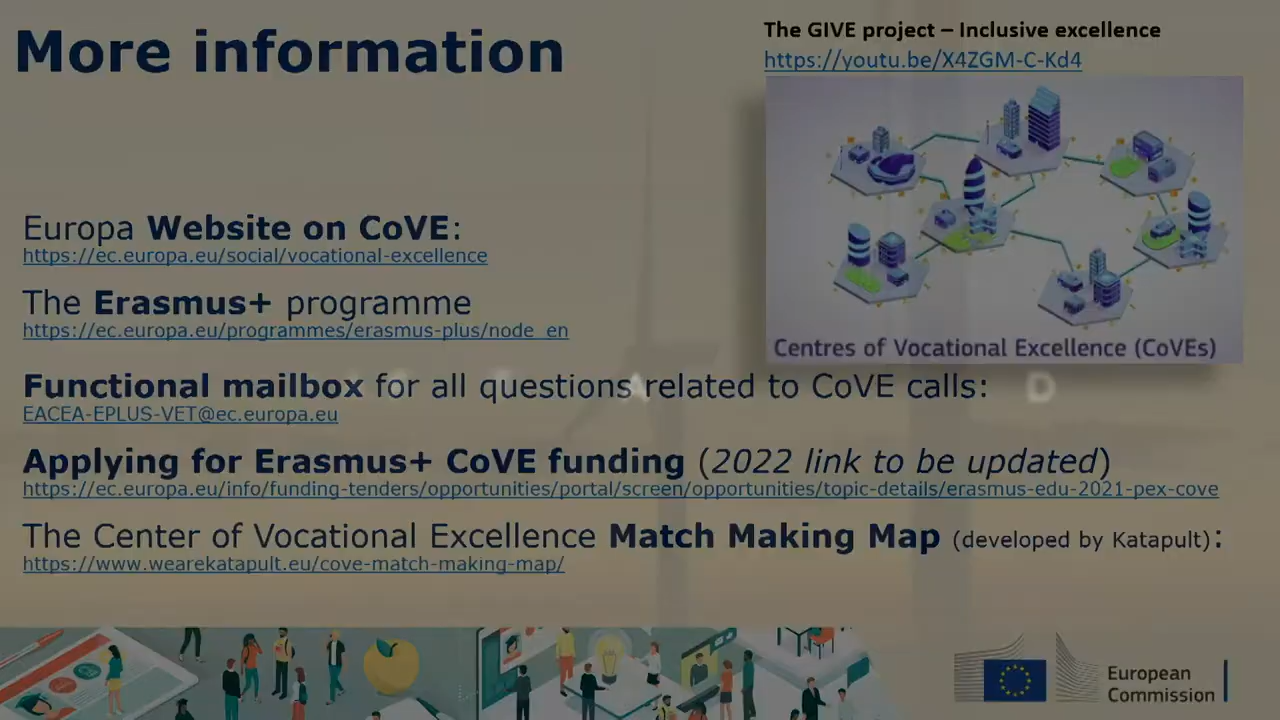 More information
The GIVE project – Inclusive excellence
https://youtu.be/X4ZGM-C-Kd4
Centres of Vocational Excellence (CoVEs)
Europa Website on CoVE:
https://ec.europa.eu/social/vocational-excellence
The Erasmus+ programme
https://ec.europa.eu/programmes/erasmus-plus/node_en
Functional mailbox for all questions related to CoVE calls:
EACEA-EPLUS-VET@ec.europa.eu
Applying for Erasmus+ CoVE funding (2022 link to be updated)
https://ec.europa.eu/info/funding-tenders/opportunities/portal/screen/opportunities/topic-details/erasmus-edu-2021-pex-cove
The Center of Vocational Excellence Match Making Map (developed by Katapult):
https://www.wearekatapult.eu/cove-match-making-map/
European
Commission